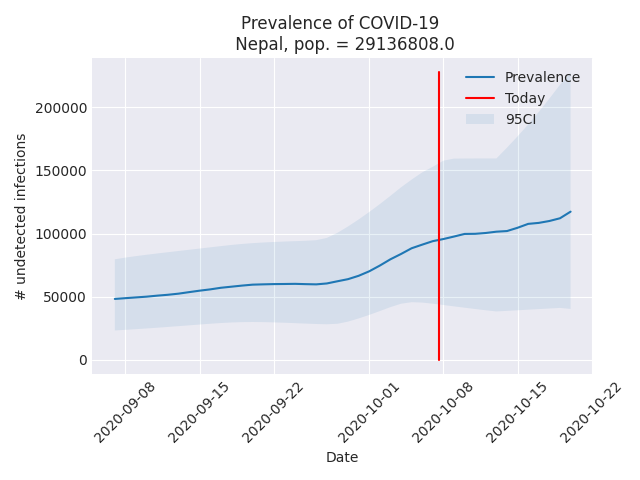 Prevalence of COVID-19
Nepal, pop. = 29136808.0
Prevalence
Today
95CI
200000
150000
100000
50000
0
# undetected infections
2020-09-08
2020-09-15
2020-09-22
2020-10-01
2020-10-08
2020-10-15
2020-10-22
Date